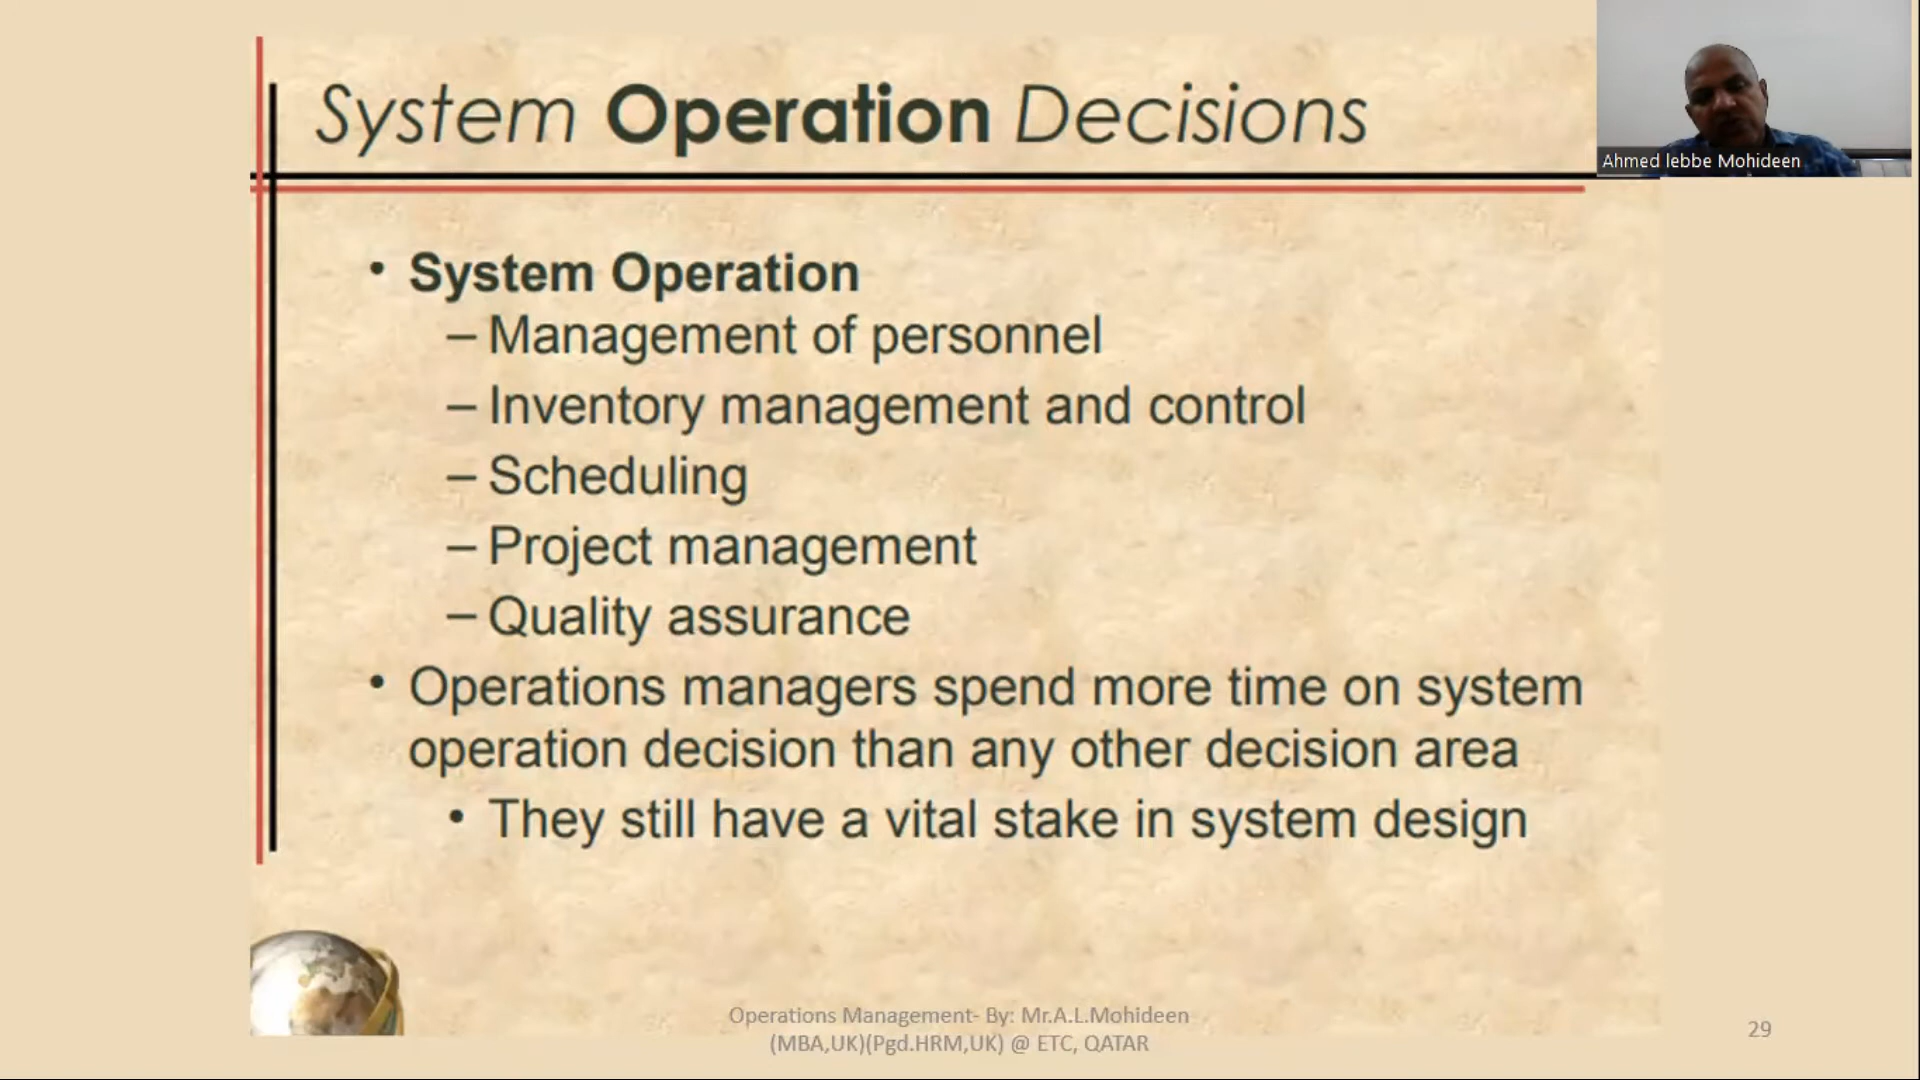 System Operation Decisions
Ahmed lebbe Mohideen
• System Operation
– Management of personnel
– Inventory management and control
– Scheduling
– Project management
– Quality assurance
• Operations managers spend more time on system
operation decision than any other decision area
• They still have a vital stake in system design
Operations Management- By: Mr.A.L.Mohideen
(MBA,UK)(Pgd.HRM,UK) @ ETC, QATAR
29